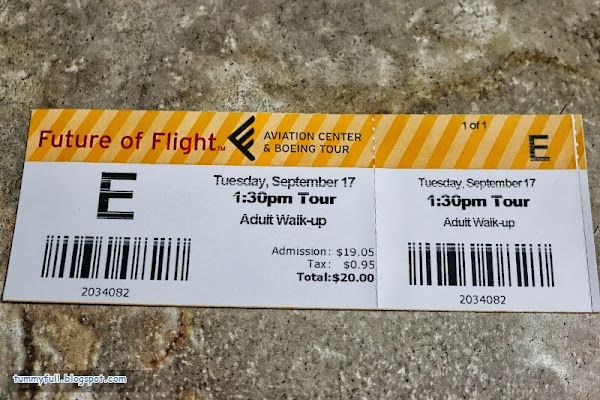 Future of Flight™
AVIATION CENTER
& BOEING TOUR
E
Tuesday, September 17
1:30pm Tour
Adult Walk-up
Admission: $19.05
Tax: $0.95
Total:$20.00
2034082
1 of 1
E
Tuesday, September 17
1:30pm Tour
Adult Walk-up
2034082
tummyfull.blogspot.com